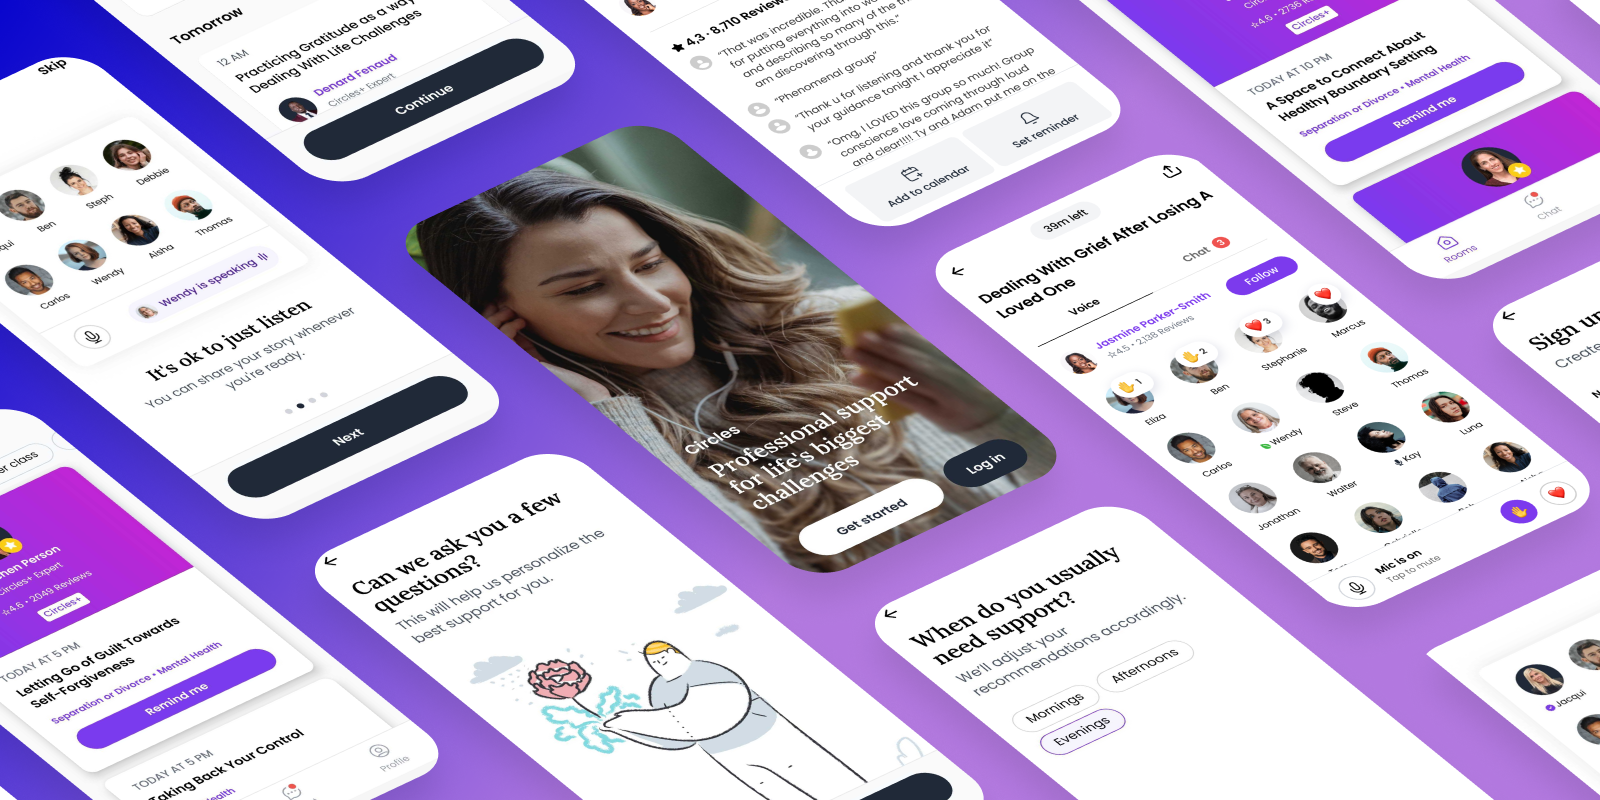 Skip
Ben
Steph
Debbie
Carlos
Wendy
Aisha
Thomas
Wendy is speaking
It's ok to just listen
You can share your story whenever
you're ready.
Next
Tomorrow
12 AM
Practicing Gratitude as a way
Dealing With Life Challenges
Denard Fenaud
Circles+ Expert
Continue
er class
Circles+ Expert
4.6 • 2049 Reviews
Circles+
TODAY AT 5 PM
Letting Go of Guilt Towards
Self-Forgiveness
Separation or Divorce • Mental Health
Remind me
TODAY AT 5 PM
Taking Back Your Control
Profile
Can we ask you a few
questions?
This will help us personalize the
best support for you.
circles
Professional support
for life's biggest
challenges
Get started
Log in
4,3 · 8,710 Reviews
"That was incredible. Tha
for putting everything into wo
and describing so many of the th
am discovering through this."
"Phenomenal group"
"Thank u for listening and thank you for
your guidance tonight I appreciate it"
"Omg, I LOVED this group so much! Group
conscience love coming through loud
and clear!!!! Ty and Adam put me on the
Add to calendar
Set reminder
39m left
Dealing With Grief After Losing A
Loved One
Voice
Chat 3
Jasmine Parker-Smith
4.5 • 2,138 Reviews
Follow
1
2
3
Eliza
Ben
Stephanie
Marcus
Carlos
Wendy
Steve
Thomas
Jonathan
Walter
Kay
Luna
Mic is on
Tap to mute
When do you usually
need support?
We'll adjust your
recommendations accordingly.
Mornings
Afternoons
Evenings
4.6 • 2736 R
Circles+
TODAY AT 10 PM
A Space to Connect About
Healthy Boundary Setting
Separation or Divorce • Mental Health
Remind me
Rooms
Chat
Sign u
Create
Jacqui